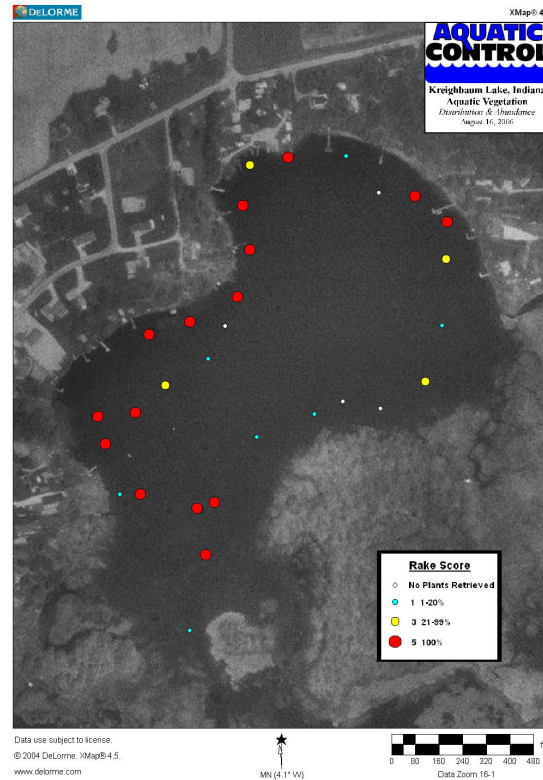 DELORME
XMap® 4
AQUATIC
CONTROL
Kreighbaum Lake, Indiana
Aquatic Vegetation
Distribution & Abundance
August 16, 2006
Rake Score
No Plants Retrieved
1 1-20%
3 21-99%
5 100%
Data use subject to license.
© 2004 DeLorme. XMap® 4.5.
www.delorme.com
MN (4.1° W)
f
0 80 160 240 320 400 480
Data Zoom 16-1